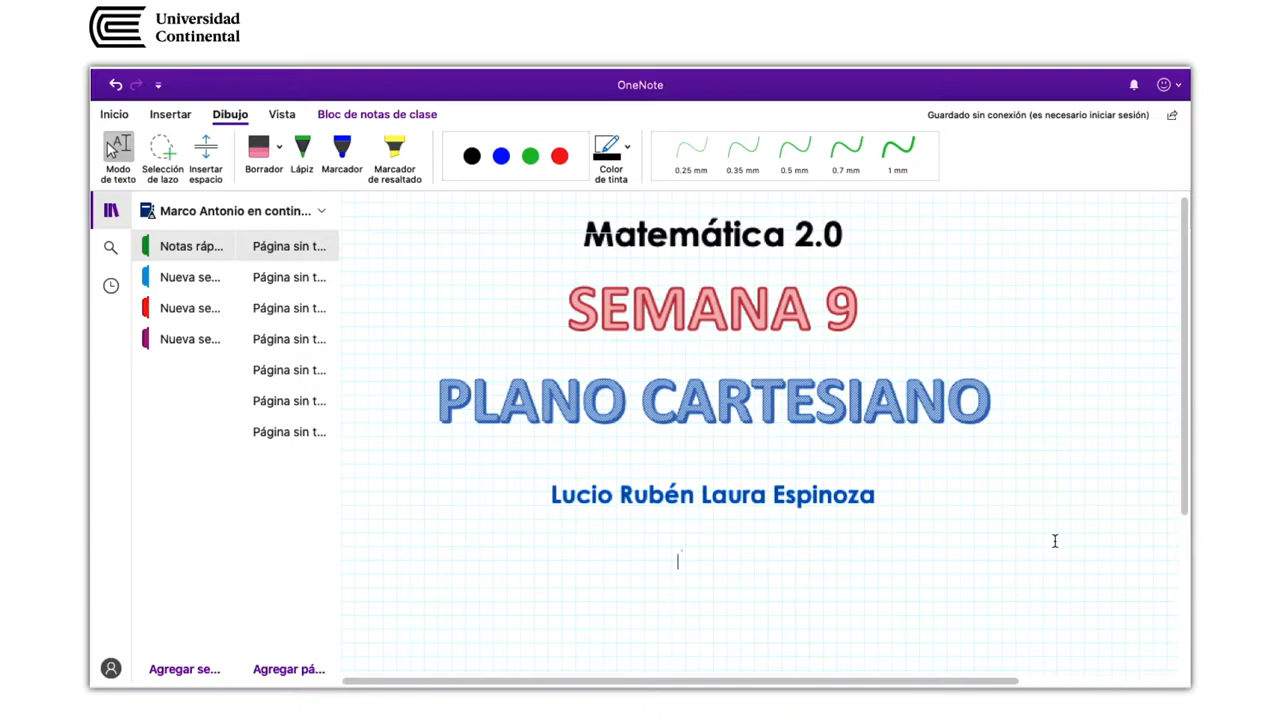 Universidad
Continental
OneNote
Inicio
Insertar
Dibujo
Vista
Bloc de notas de clase
Guardado sin conexión (es necesario iniciar sesión)
Modo
de texto
Selección
de lazo
Insertar
espacio
Borrador
Lápiz
Marcador
Marcador
de resaltado
Color
de tinta
0.25 mm
0.35 mm
0.5 mm
0.7 mm
1 mm
Marco Antonio en contin...
Notas ráp...
Página sin t...
Nueva se...
Página sin t...
Nueva se...
Página sin t...
Nueva se...
Página sin t...
Página sin t...
Página sin t...
Página sin t...
Matemática 2.0
SEMANA 9
PLANO CARTESIANO
Lucio Rubén Laura Espinoza
Agregar se...
Agregar pá...